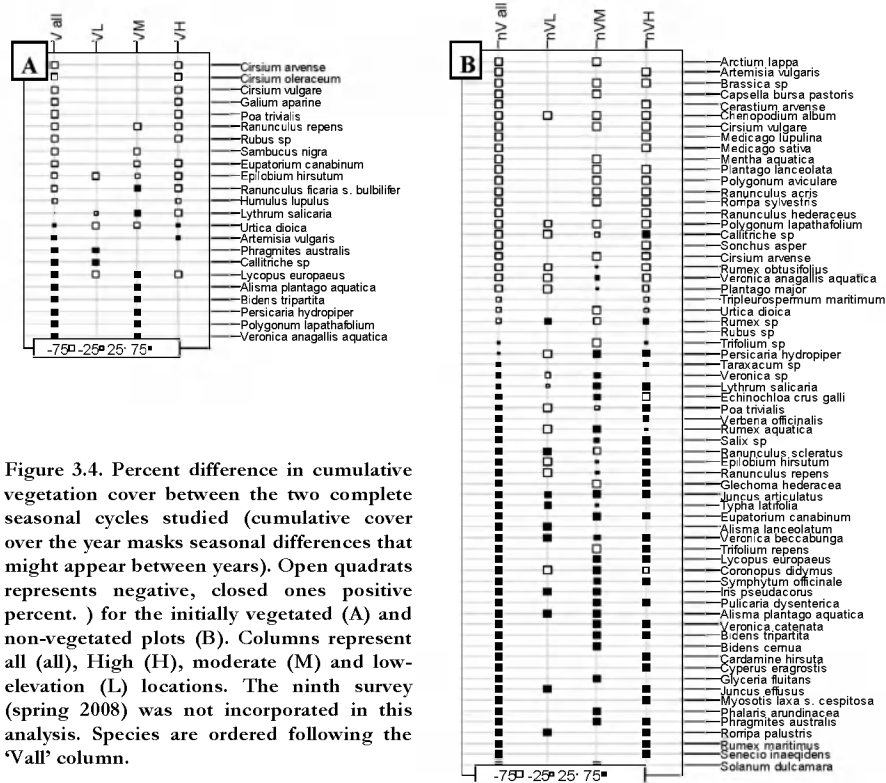 V all
VL
VM
VH
A
Cirsium arvense
Cirsium oleraceum
Cirsium vulgare
Galium aparine
Poa trivialis
Ranunculus repens
Rubus sp
Sambucus nigra
Eupatorium canabinum
Epilobium hirsutum
Ranunculus ficaria s. bulbilifer
Humulus lupulus
Lythrum salicaria
Urtica dioica
Artemisia vulgaris
Phragmites australis
Callitriche sp
Lycopus europaeus
Alisma plantago aquatica
Bidens tripartita
Persicaria hydropiper
Polygonum lapathafolium
Veronica anagallis aquatica
-75 -25 25 75
Figure 3.4. Percent difference in cumulative
vegetation cover between the two complete
seasonal cycles studied (cumulative cover
over the year masks seasonal differences that
might appear between years). Open quadrats
represents negative, closed ones positive
percent. ) for the initially vegetated (A) and
non-vegetated plots (B). Columns represent
all (all), High (H), moderate (M) and low-
elevation (L) locations. The ninth survey
(spring 2008) was not incorporated in this
analysis. Species are ordered following the
‘Vall’ column.
nV all
nVL
nVM
nVH
B
Arctium lappa
Artemisia vulgaris
Brassica sp
Capsella bursa pastoris
Cerastium arvense
Chenopodium album
Cirsium vulgare
Medicago lupulina
Medicago sativa
Mentha aquatica
Plantago lanceolata
Polygonum aviculare
Ranunculus acris
Rorripa sylvestris
Ranunculus hederaceus
Polygonum lapathafolium
Callitriche sp
Sonchus asper
Cirsium arvense
Rumex obtusifolius
Veronica anagallis aquatica
Plantago major
Tripleurospermum maritimum
Urtica dioica
Rumex sp
Rubus sp
Trifolium sp
Persicaria hydropiper
Taraxacum sp
Veronica sp
Lythrum salicaria
Echinochloa crus galli
Poa trivialis
Verbena officinalis
Rumex aquatica
Salix sp
Ranunculus scleratus
Epilobium hirsutum
Ranunculus repens
Glechoma hederacea
Juncus articulatus
Typha latifolia
Eupatorium canabinum
Alisma lanceolatum
Veronica beccabunga
Trifolium repens
Lycopus europaeus
Coronopus didymus
Symphytum officinale
Iris pseudacorus
Pulicaria dysenterica
Alisma plantago aquatica
Veronica catenata
Bidens tripartita
Bidens cernua
Cardamine hirsuta
Cyperus eragrostis
Glyceria fluitans
Juncus effusus
Myosotis laxa s. cespitosa
Phalaris arundinacea
Phragmites australis
Rorripa palustris
Rumex maritimus
Senecio inaeqidens
Solanum dulcamara
-75 -25 25 75